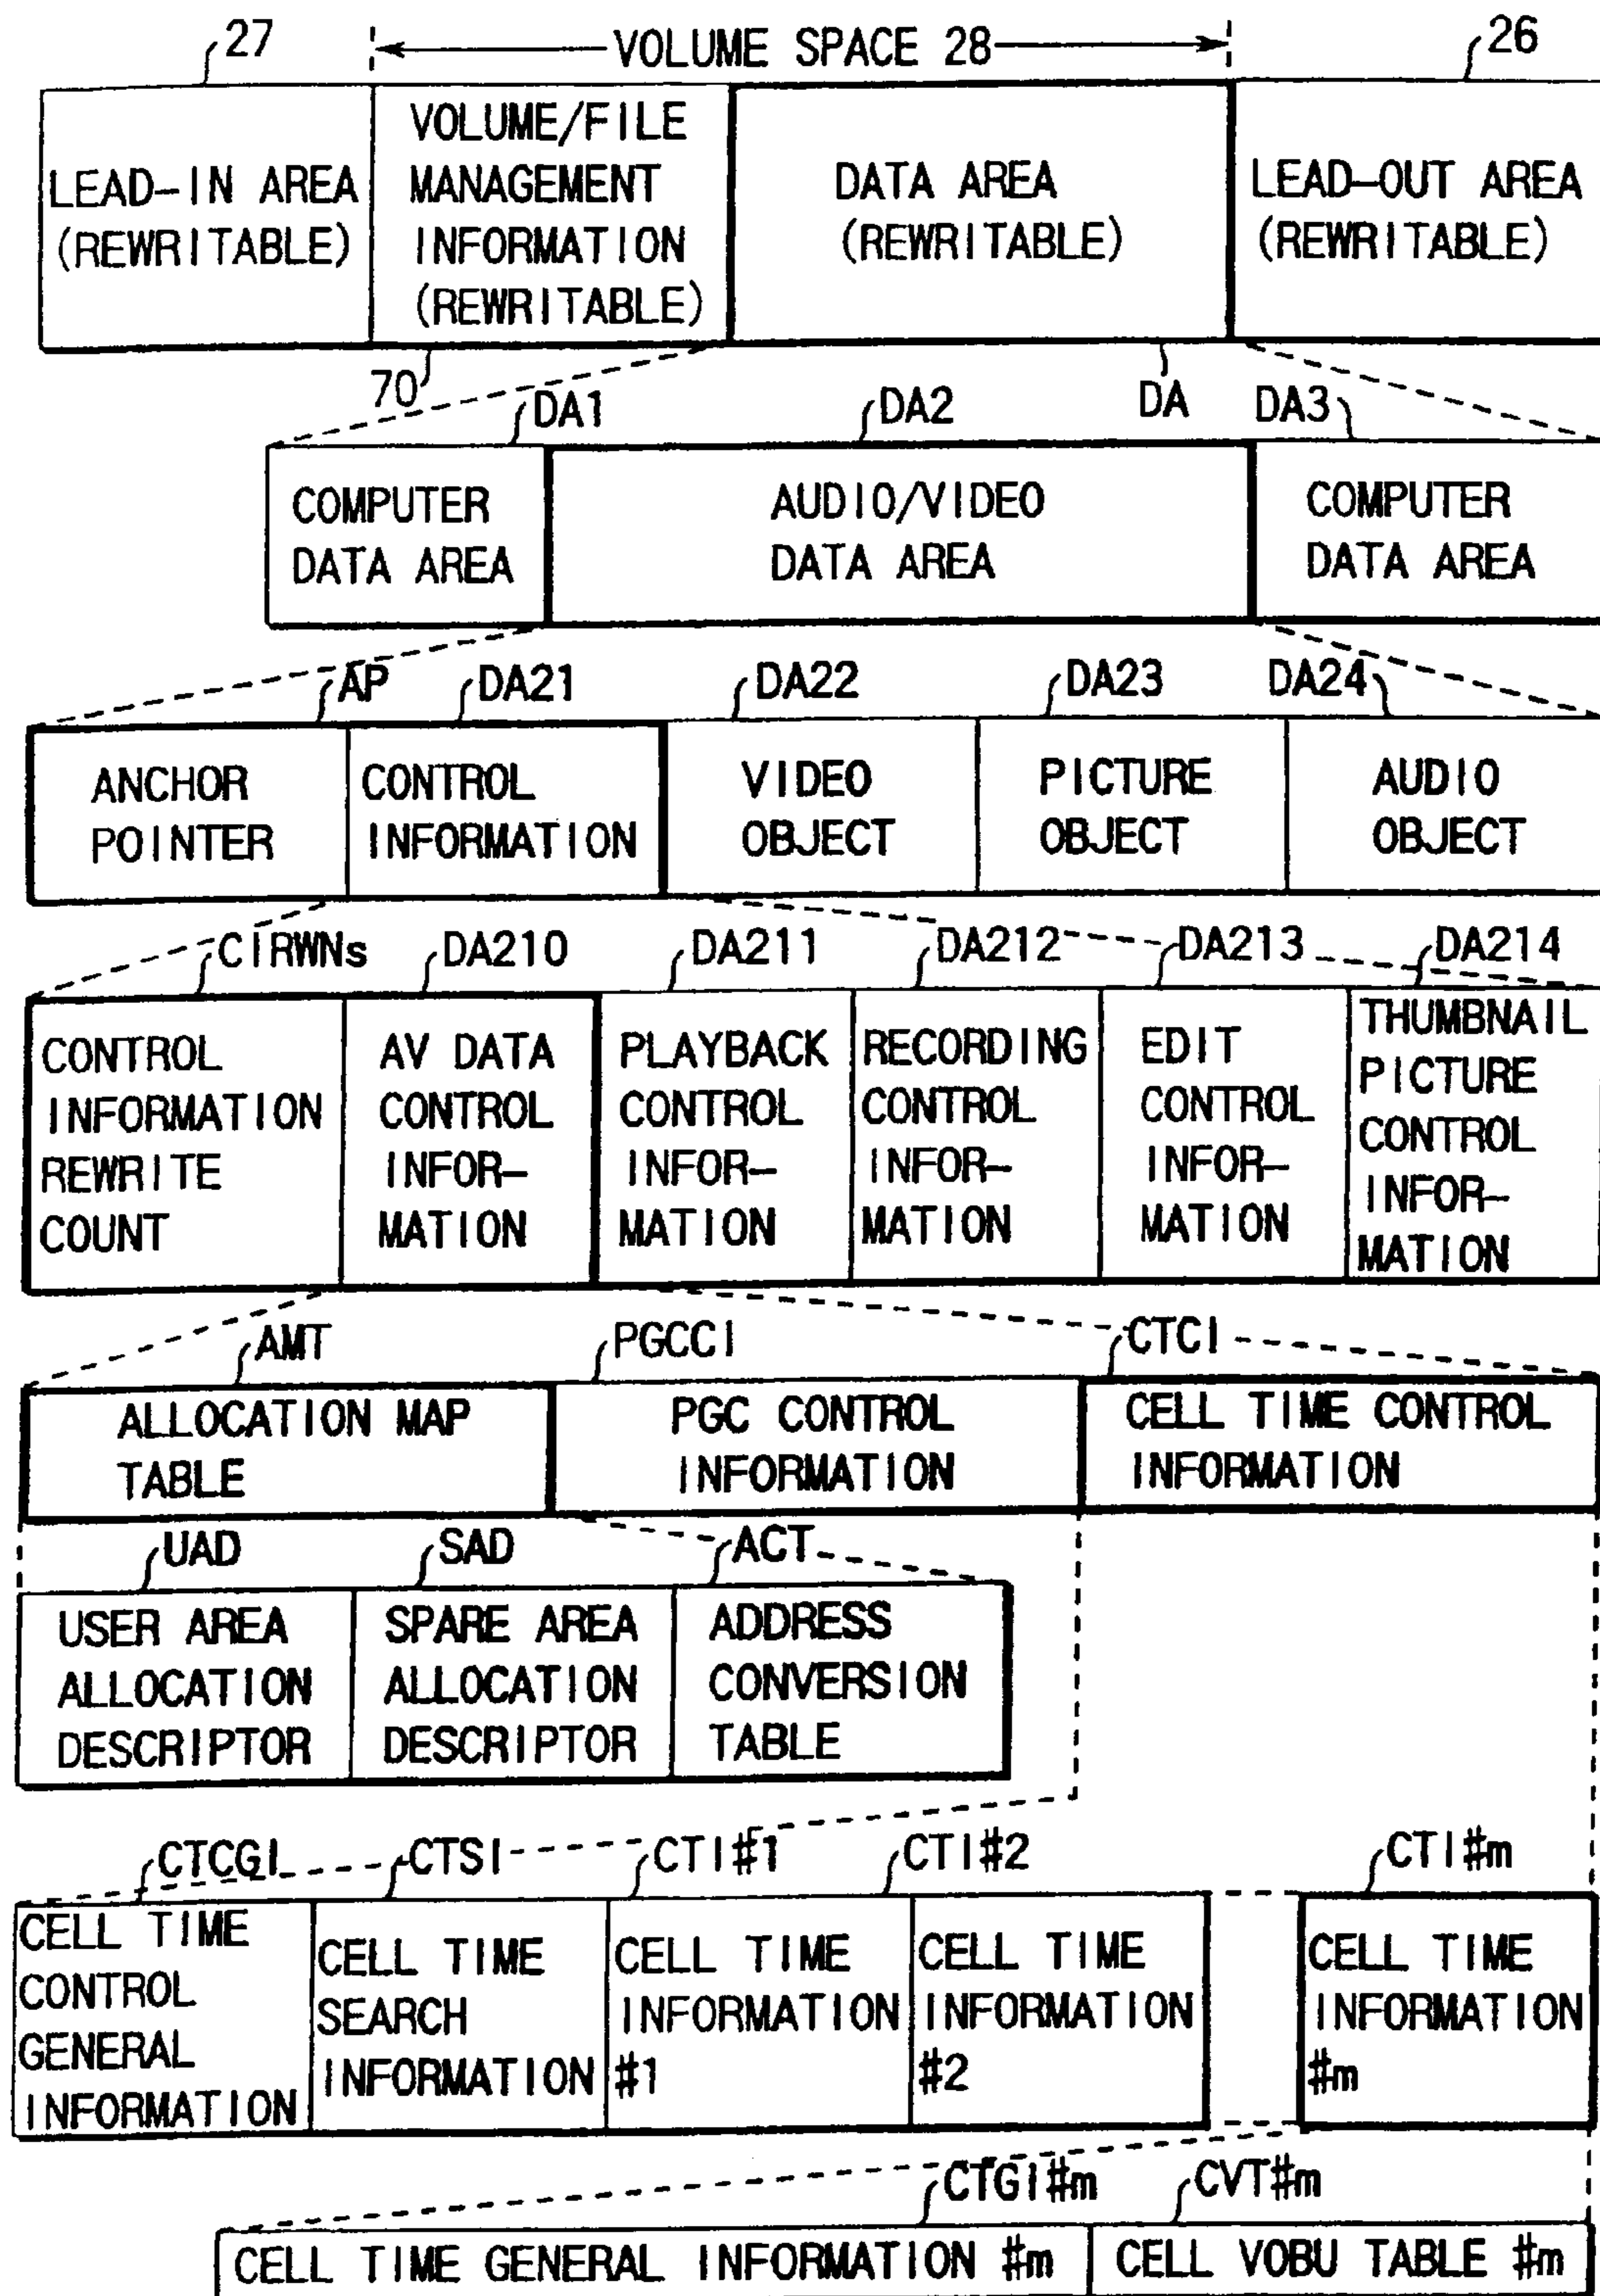 27
VOLUME SPACE 28
26
LEAD-IN AREA
(REWRITABLE)
VOLUME/FILE
MANAGEMENT
INFORMATION
(REWRITABLE)
DATA AREA
(REWRITABLE)
LEAD-OUT AREA
(REWRITABLE)
70
DA1
DA2
DA
DA3
COMPUTER
DATA AREA
AUDIO/VIDEO
DATA AREA
COMPUTER
DATA AREA
AP
DA21
DA22
DA23
DA24
ANCHOR
POINTER
CONTROL
INFORMATION
VIDEO
OBJECT
PICTURE
OBJECT
AUDIO
OBJECT
CIRWNs
DA210
DA211
DA212
DA213
DA214
CONTROL
INFORMATION
REWRITE
COUNT
AV DATA
CONTROL
INFOR-
MATION
PLAYBACK
CONTROL
INFOR-
MATION
RECORDING
CONTROL
INFOR-
MATION
EDIT
CONTROL
INFOR-
MATION
THUMBNAIL
PICTURE
CONTROL
INFOR-
MATION
AMT
PGCCI
CTCI
ALLOCATION MAP
TABLE
PGC CONTROL
INFORMATION
CELL TIME CONTROL
INFORMATION
UAD
SAD
ACT
USER AREA
ALLOCATION
DESCRIPTOR
SPARE AREA
ALLOCATION
DESCRIPTOR
ADDRESS
CONVERSION
TABLE
CTCGI
CTSI
CTI#1
CTI#2
CTI#m
CELL TIME
CONTROL
GENERAL
INFORMATION
CELL TIME
SEARCH
INFORMATION
CELL TIME
INFORMATION
#1
CELL TIME
INFORMATION
#2
CELL TIME
INFORMATION
#m
CTGI#m
CVT#m
CELL TIME GENERAL INFORMATION #m
CELL VOBU TABLE #m